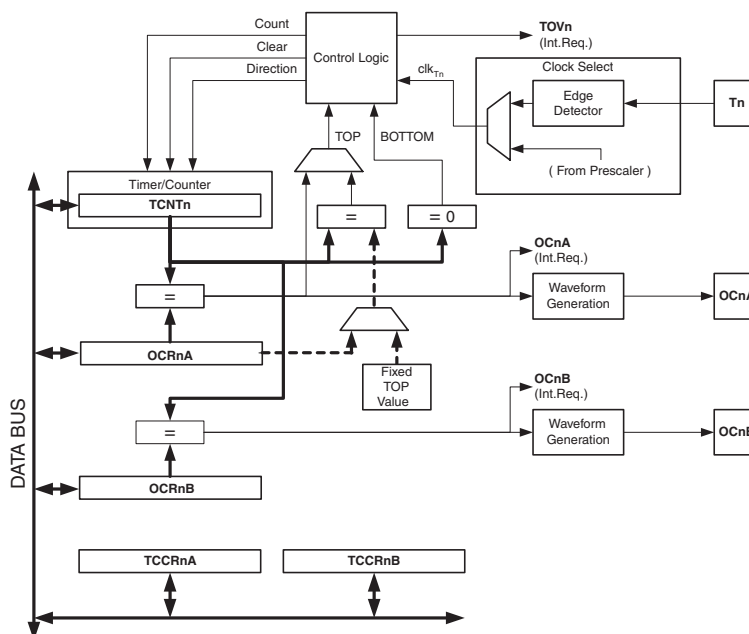 Count
Clear
Direction
Control Logic
TOVn
(Int.Req.)
clkTn
Clock Select
Edge
Detector
Tn
( From Prescaler )
TOP
BOTTOM
Timer/Counter
TCNTn
=
= 0
OCnA
(Int.Req.)
=
Waveform
Generation
OCnA
OCRnA
Fixed
TOP
Value
OCnB
(Int.Req.)
=
Waveform
Generation
OCnB
OCRnB
DATA BUS
TCCRnA
TCCRnB